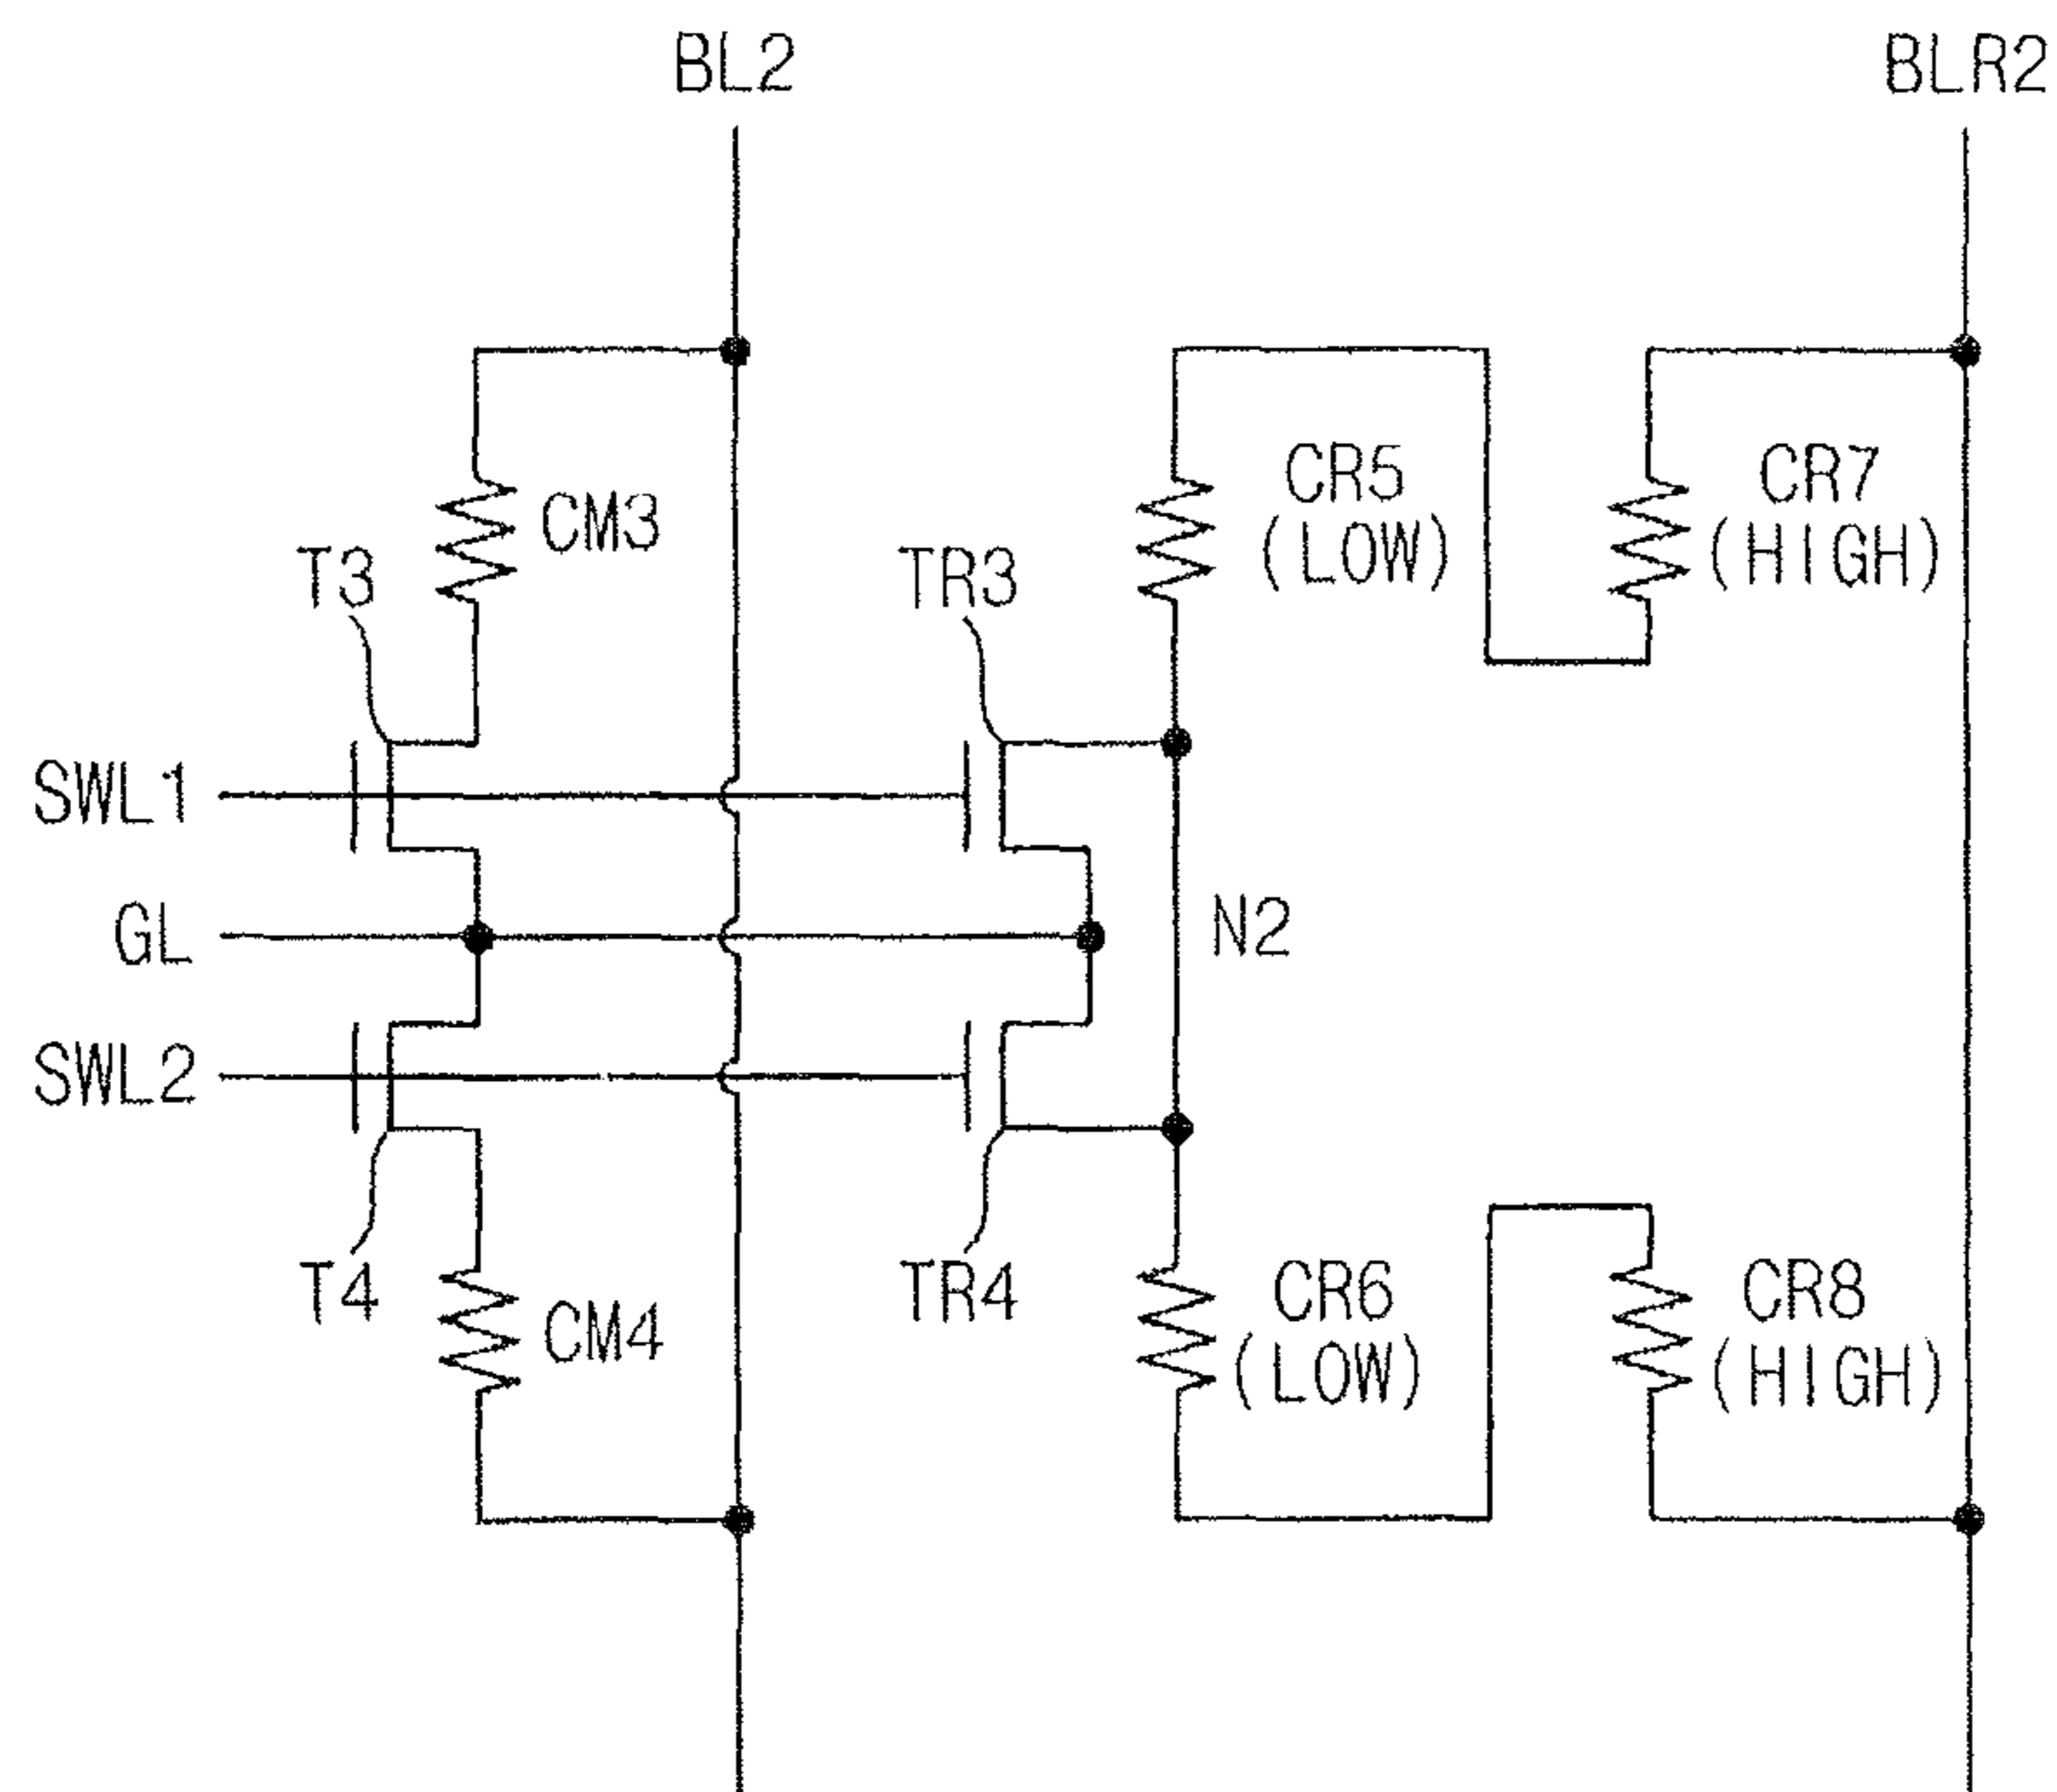 BL2
BLR2
CR5
(LOW)
CR7
(HIGH)
CM3
T3
TR3
SWL1
GL
N2
SWL2
T4
TR4
CM4
CR6
(LOW)
CR8
(HIGH)